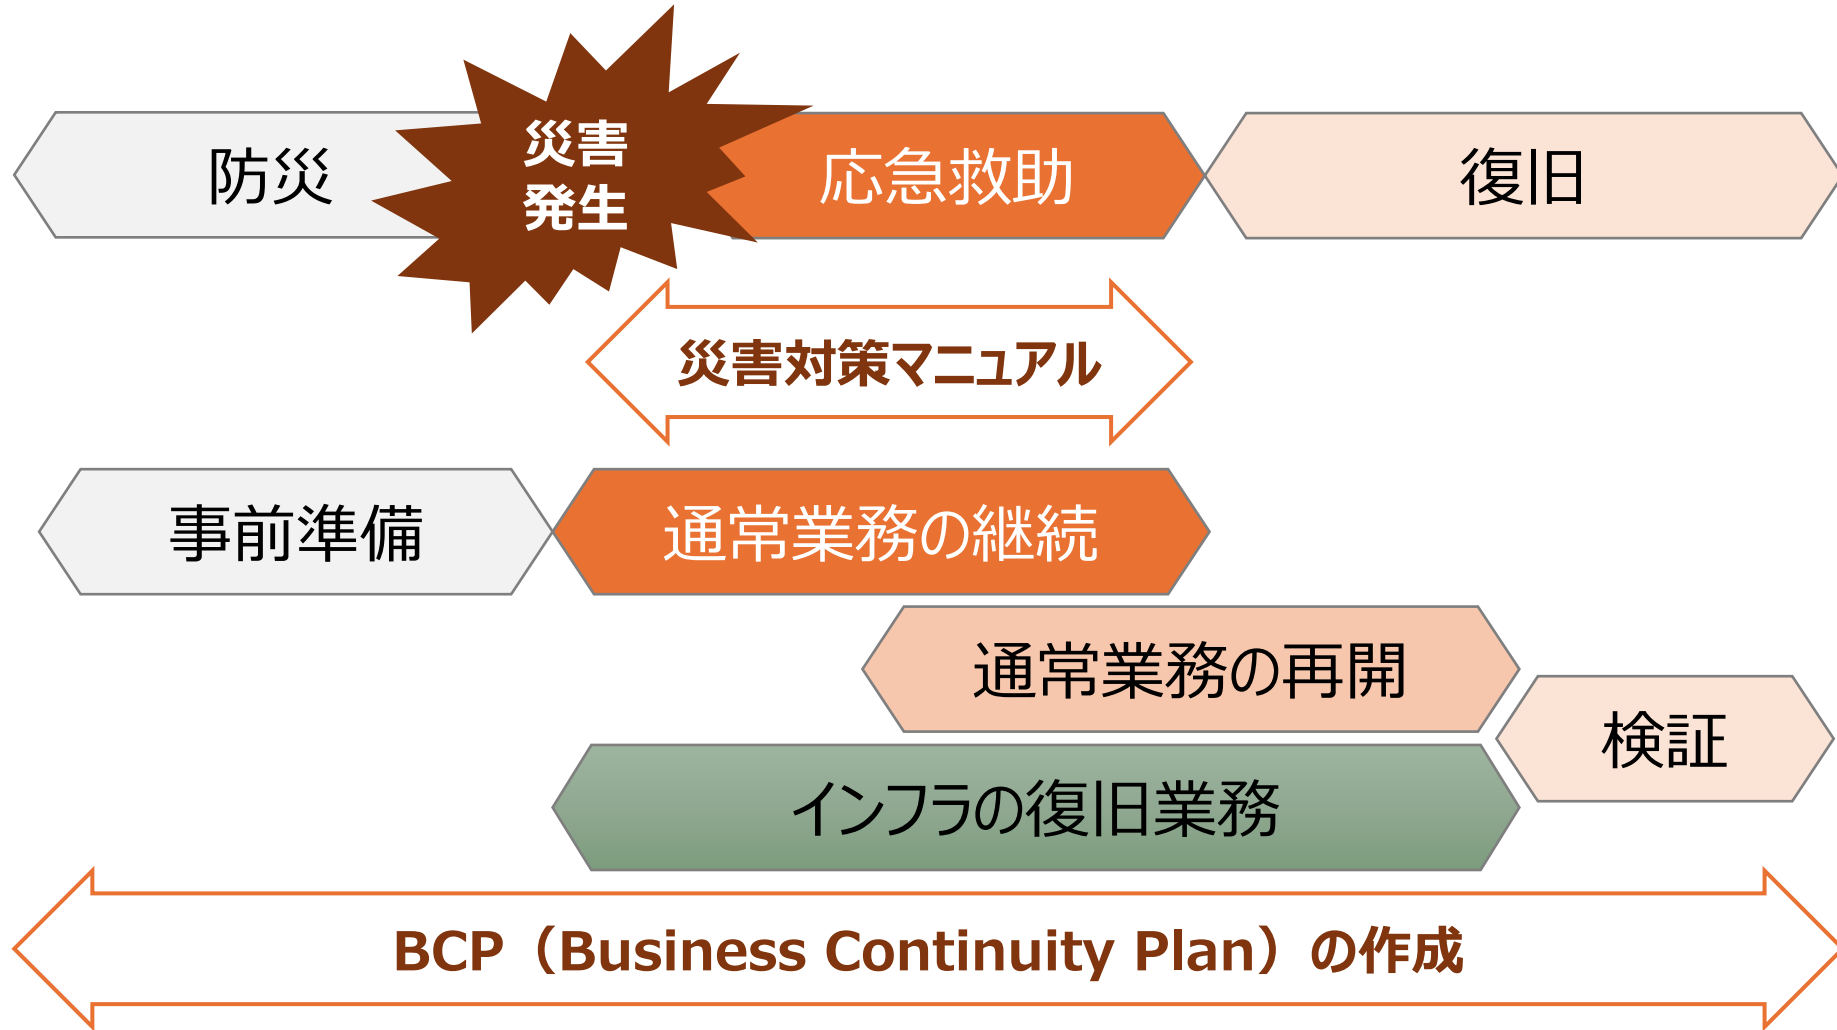 防災
災害
発生
応急救助
復旧
災害対策マニュアル
事前準備
通常業務の継続
通常業務の再開
検証
インフラの復旧業務
BCP（Business Continuity Plan）の作成